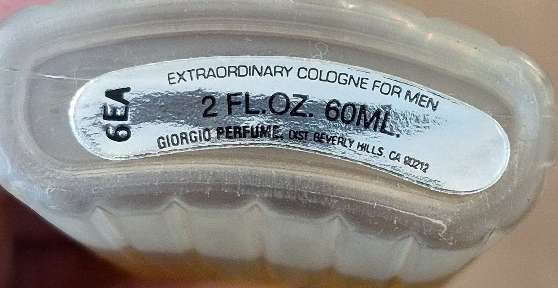 6EA
EXTRAORDINARY COLOGNE FOR MEN
2 FL.OZ. 60ML.
GIORGIO PERFUME, DIST. BEVERLY HILLS, CA 90212